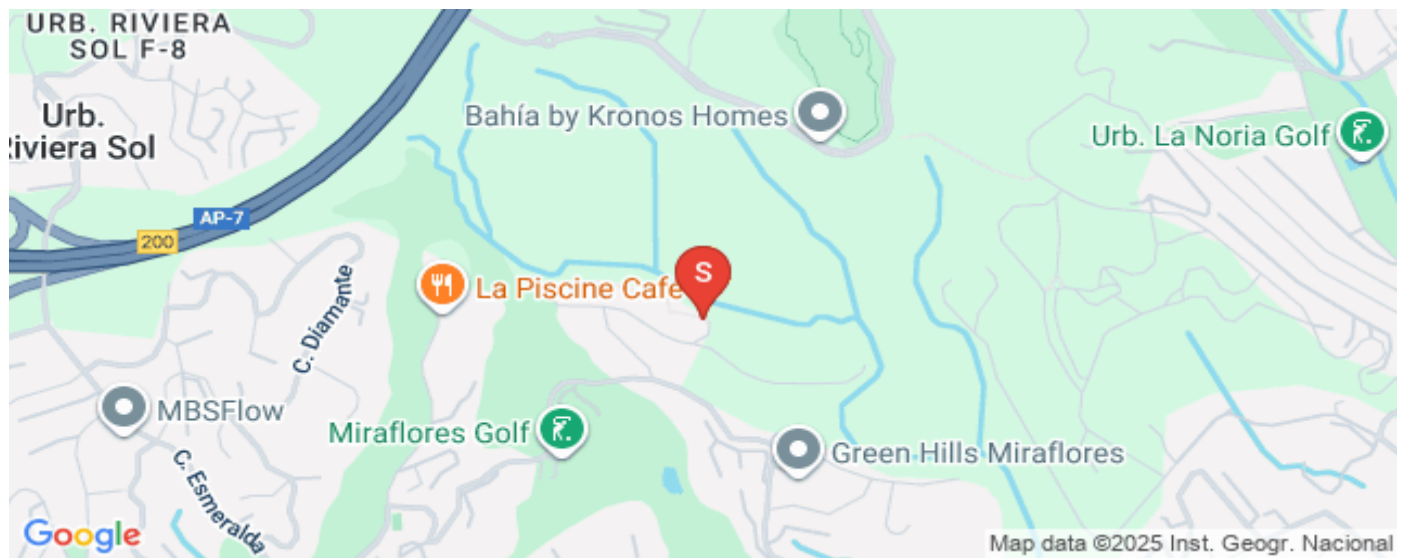 URB. RIVIERA
SOL F-8
Urb.
Riviera Sol
AP-7
200
Bahía by Kronos Homes
Urb. La Noria Golf
S
La Piscine Cafe
C. Diamante
MBSFlow
Miraflores Golf
Green Hills Miraflores
C. Esmeralda
Google
Map data ©2025 Inst. Geogr. Nacional